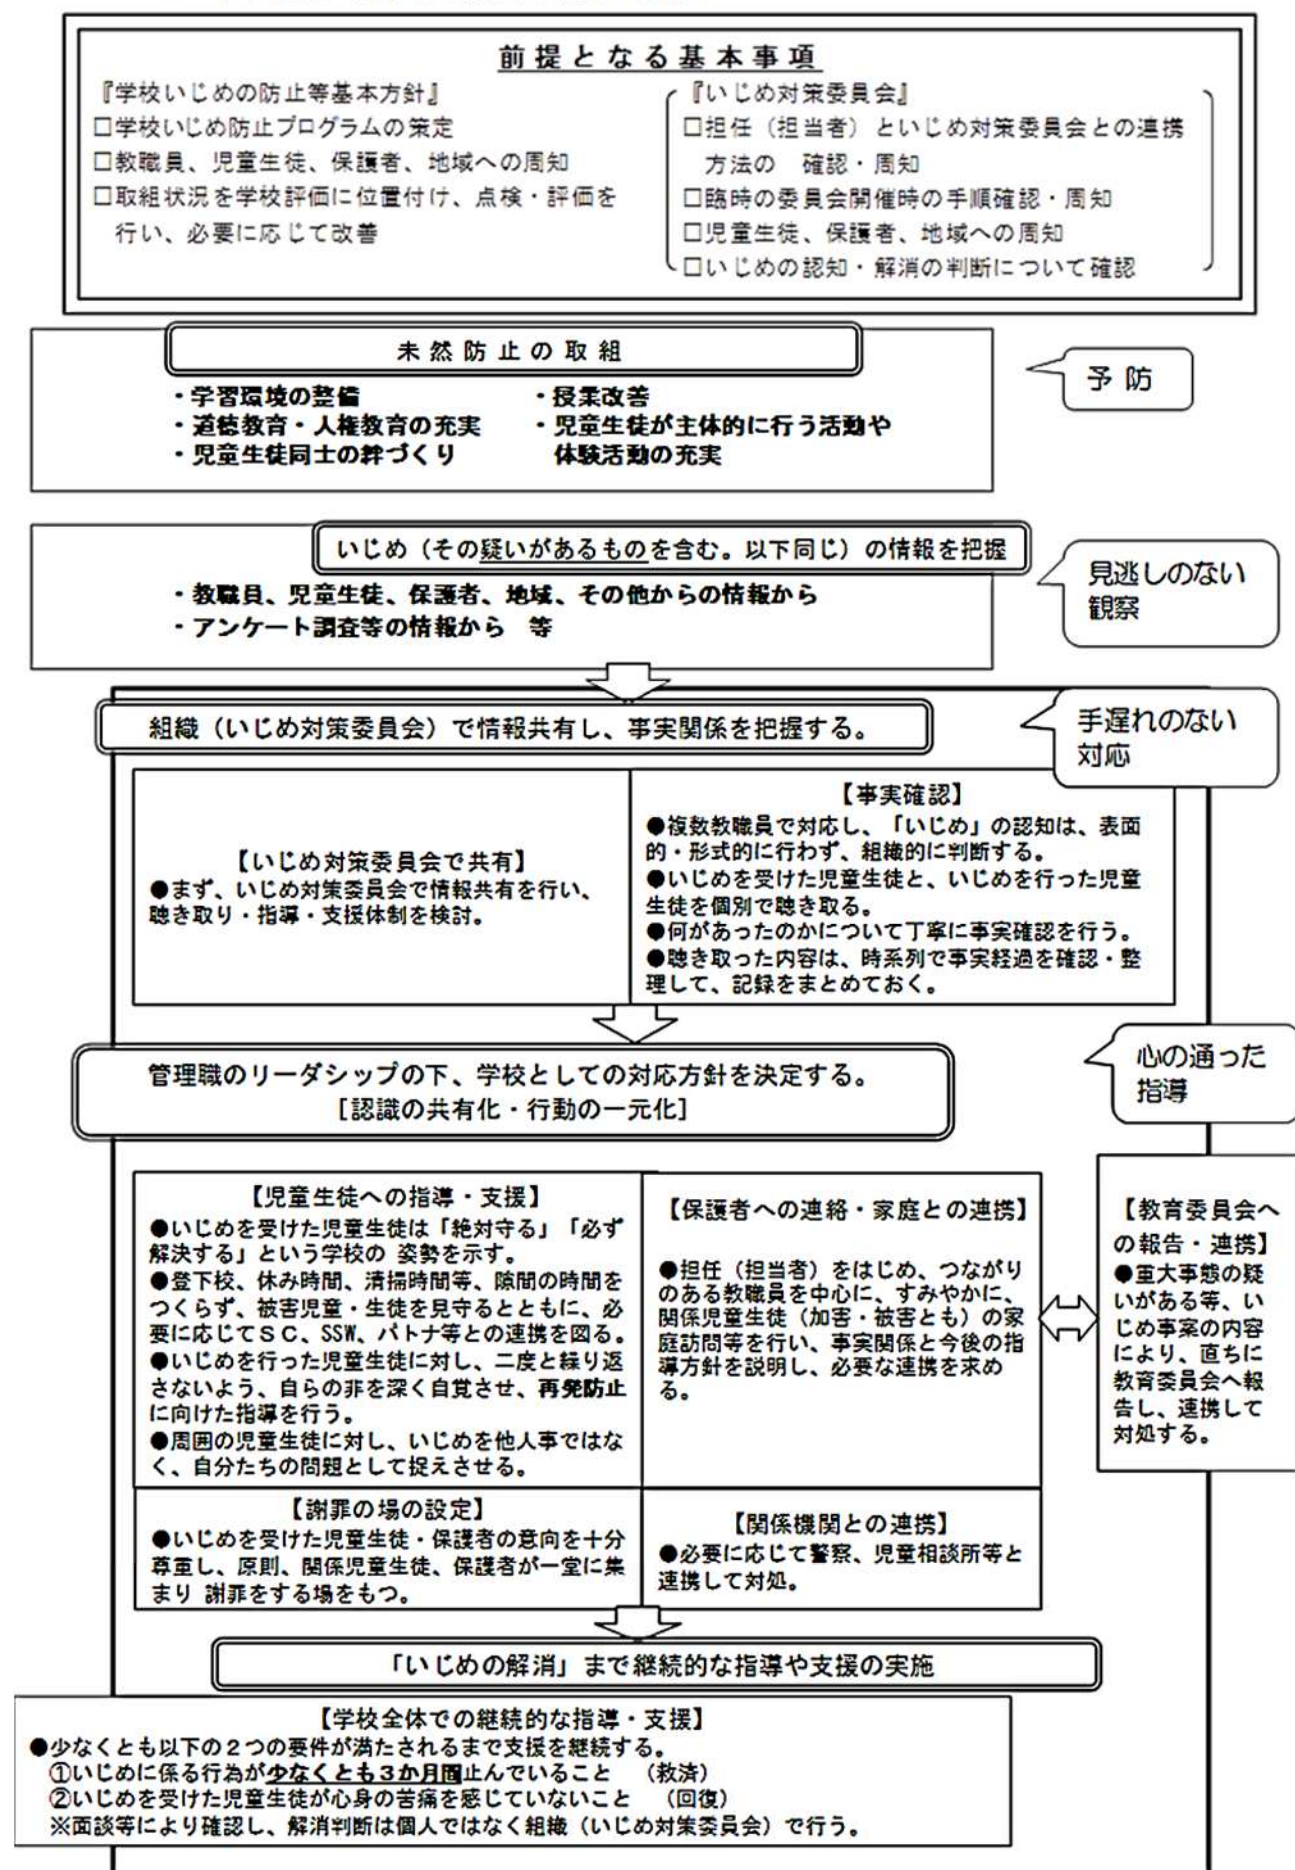 前提となる基本事項
『学校いじめの防止等基本方針』
□学校いじめ防止プログラムの策定
□教職員、児童生徒、保護者、地域への周知
□取組状況を学校評価に位置付け、点検・評価を
行い、必要に応じて改善
『いじめ対策委員会』
□担任（担当者）といじめ対策委員会との連携
方法の　確認・周知
□臨時の委員会開催時の手順確認・周知
□児童生徒、保護者、地域への周知
□いじめの認知・解消の判断について確認
未然防止の取組
予 防
・学習環境の整備
・道徳教育・人権教育の充実
・児童生徒同士の絆づくり
・授業改善
・児童生徒が主体的に行う活動や
体験活動の充実
いじめ（その疑いがあるものを含む。以下同じ）の情報を把握
見逃しのない
観察
・教職員、児童生徒、保護者、地域、その他からの情報から
・アンケート調査等の情報から　等
組織（いじめ対策委員会）で情報共有し、事実関係を把握する。
手遅れのない
対応
【いじめ対策委員会で共有】
●まず、いじめ対策委員会で情報共有を行い、
聴き取り・指導・支援体制を検討。
【事実確認】
●複数教職員で対応し、「いじめ」の認知は、表面
的・形式的に行わず、組織的に判断する。
●いじめを受けた児童生徒と、いじめを行った児童
生徒を個別で聴き取る。
●何があったのかについて丁寧に事実確認を行う。
●聴き取った内容は、時系列で事実経過を確認・整
理して、記録をまとめておく。
管理職のリーダシップの下、学校としての対応方針を決定する。
［認識の共有化・行動の一元化］
心の通った
指導
【児童生徒への指導・支援】
●いじめを受けた児童生徒は「絶対守る」「必ず
解決する」という学校の 姿勢を示す。
●登下校、休み時間、清掃時間等、隙間の時間を
つくらず、被害児童・生徒を見守るとともに、必
要に応じてＳＣ、SSW、パトナ等との連携を図る。
●いじめを行った児童生徒に対し、二度と繰り返
さないよう、自らの非を深く自覚させ、再発防止
に向けた指導を行う。
●周囲の児童生徒に対し、いじめを他人事ではな
く、自分たちの問題として捉えさせる。
【保護者への連絡・家庭との連携】
●担任（担当者）をはじめ、つながり
のある教職員を中心に、すみやかに、
関係児童生徒（加害・被害とも）の家
庭訪問等を行い、事実関係と今後の指
導方針を説明し、必要な連携を求め
る。
【教育委員会へ
の報告・連携】
●重大事態の疑
いがある等、い
じめ事案の内容
により、直ちに
教育委員会へ報
告し、連携して
対処する。
【謝罪の場の設定】
●いじめを受けた児童生徒・保護者の意向を十分
尊重し、原則、関係児童生徒、保護者が一堂に集
まり 謝罪をする場をもつ。
【関係機関との連携】
●必要に応じて警察、児童相談所等と
連携して対処。
「いじめの解消」まで継続的な指導や支援の実施
【学校全体での継続的な指導・支援】
●少なくとも以下の２つの要件が満たされるまで支援を継続する。
①いじめに係る行為が少なくとも３か月間止んでいること　（救済）
②いじめを受けた児童生徒が心身の苦痛を感じていないこと　（回復）
※面談等により確認し、解消判断は個人ではなく組織（いじめ対策委員会）で行う。